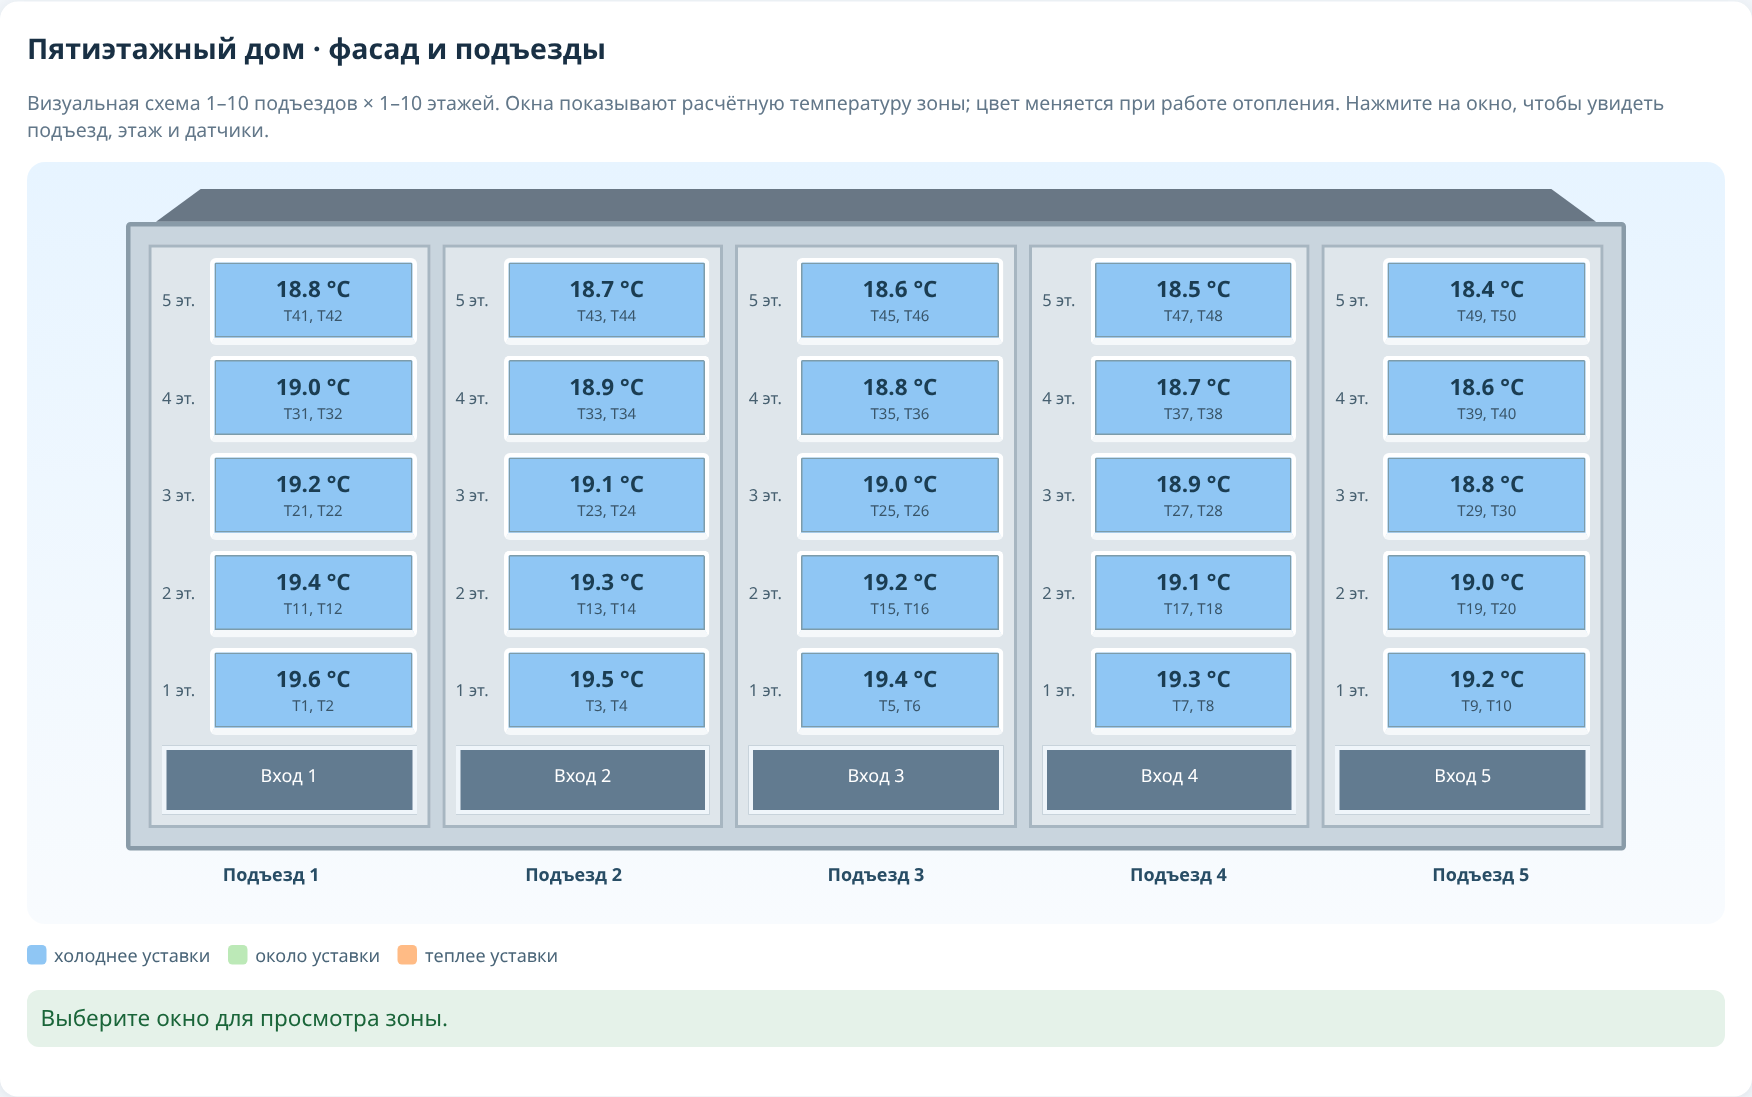 Пятиэтажный дом · фасад и подъезды
Визуальная схема 1–10 подъездов × 1–10 этажей. Окна показывают расчётную температуру зоны; цвет меняется при работе отопления. Нажмите на окно, чтобы увидеть
подъезд, этаж и датчики.
5 эт. 18.8 °C 5 эт. 18.7 °C 5 эт. 18.6 °C 5 эт. 18.5 °C 5 эт. 18.4 °C
T41, T42 T43, T44 T45, T46 T47, T48 T49, T50
4 эт. 19.0 °C 4 эт. 18.9 °C 4 эт. 18.8 °C 4 эт. 18.7 °C 4 эт. 18.6 °C
T31, T32 T33, T34 T35, T36 T37, T38 T39, T40
3 эт. 19.2 °C 3 эт. 19.1 °C 3 эт. 19.0 °C 3 эт. 18.9 °C 3 эт. 18.8 °C
T21, T22 T23, T24 T25, T26 T27, T28 T29, T30
2 эт. 19.4 °C 2 эт. 19.3 °C 2 эт. 19.2 °C 2 эт. 19.1 °C 2 эт. 19.0 °C
T11, T12 T13, T14 T15, T16 T17, T18 T19, T20
1 эт. 19.6 °C 1 эт. 19.5 °C 1 эт. 19.4 °C 1 эт. 19.3 °C 1 эт. 19.2 °C
T1, T2 T3, T4 T5, T6 T7, T8 T9, T10
Вход 1 Вход 2 Вход 3 Вход 4 Вход 5
Подъезд 1 Подъезд 2 Подъезд 3 Подъезд 4 Подъезд 5
холоднее уставки около уставки теплее уставки
Выберите окно для просмотра зоны.